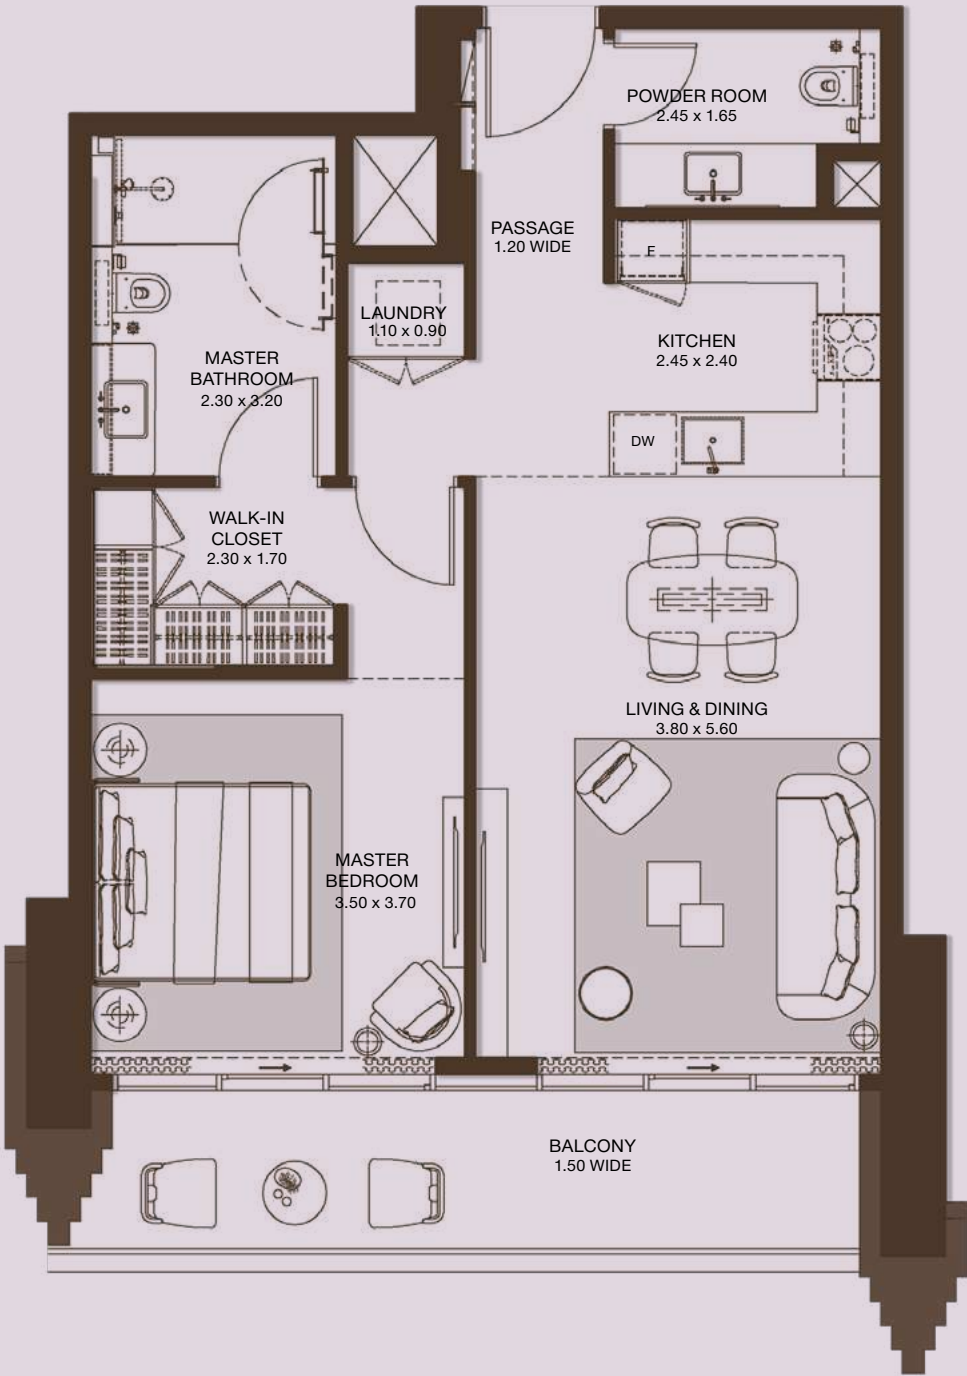 POWDER ROOM
2.45 x 1.65
PASSAGE
1.20 WIDE
F
LAUNDRY
1.10 x 0.90
KITCHEN
2.45 x 2.40
MASTER
BATHROOM
2.30 x 3.20
DW
WALK-IN
CLOSET
2.30 x 1.70
LIVING & DINING
3.80 x 5.60
MASTER
BEDROOM
3.50 x 3.70
BALCONY
1.50 WIDE